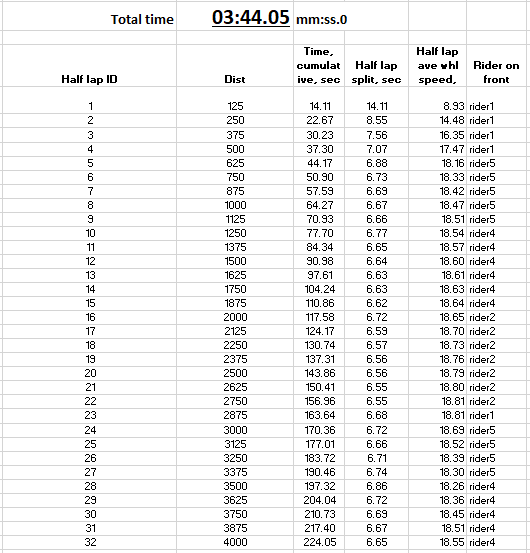 Total time 03:44.05 mm:ss.0
Half lap ID Dist Time, cumulat ive, sec Half lap split, sec Half lap ave whl speed, Rider on front
1 125 14.11 14.11 8.93 rider1
2 250 22.67 8.55 14.48 rider1
3 375 30.23 7.56 16.35 rider1
4 500 37.30 7.07 17.47 rider1
5 625 44.17 6.88 18.16 rider5
6 750 50.90 6.73 18.33 rider5
7 875 57.59 6.69 18.42 rider5
8 1000 64.27 6.67 18.47 rider5
9 1125 70.93 6.66 18.51 rider5
10 1250 77.70 6.77 18.54 rider4
11 1375 84.34 6.65 18.57 rider4
12 1500 90.98 6.64 18.60 rider4
13 1625 97.61 6.63 18.61 rider4
14 1750 104.24 6.63 18.63 rider4
15 1875 110.86 6.62 18.64 rider4
16 2000 117.58 6.72 18.65 rider2
17 2125 124.17 6.59 18.70 rider2
18 2250 130.74 6.57 18.73 rider2
19 2375 137.31 6.56 18.76 rider2
20 2500 143.86 6.56 18.79 rider2
21 2625 150.41 6.55 18.80 rider2
22 2750 156.96 6.55 18.81 rider2
23 2875 163.64 6.68 18.81 rider1
24 3000 170.36 6.72 18.69 rider5
25 3125 177.01 6.66 18.52 rider5
26 3250 183.72 6.71 18.39 rider5
27 3375 190.46 6.74 18.30 rider5
28 3500 197.32 6.86 18.26 rider4
29 3625 204.04 6.72 18.36 rider4
30 3750 210.73 6.69 18.45 rider4
31 3875 217.40 6.67 18.51 rider4
32 4000 224.05 6.65 18.55 rider4